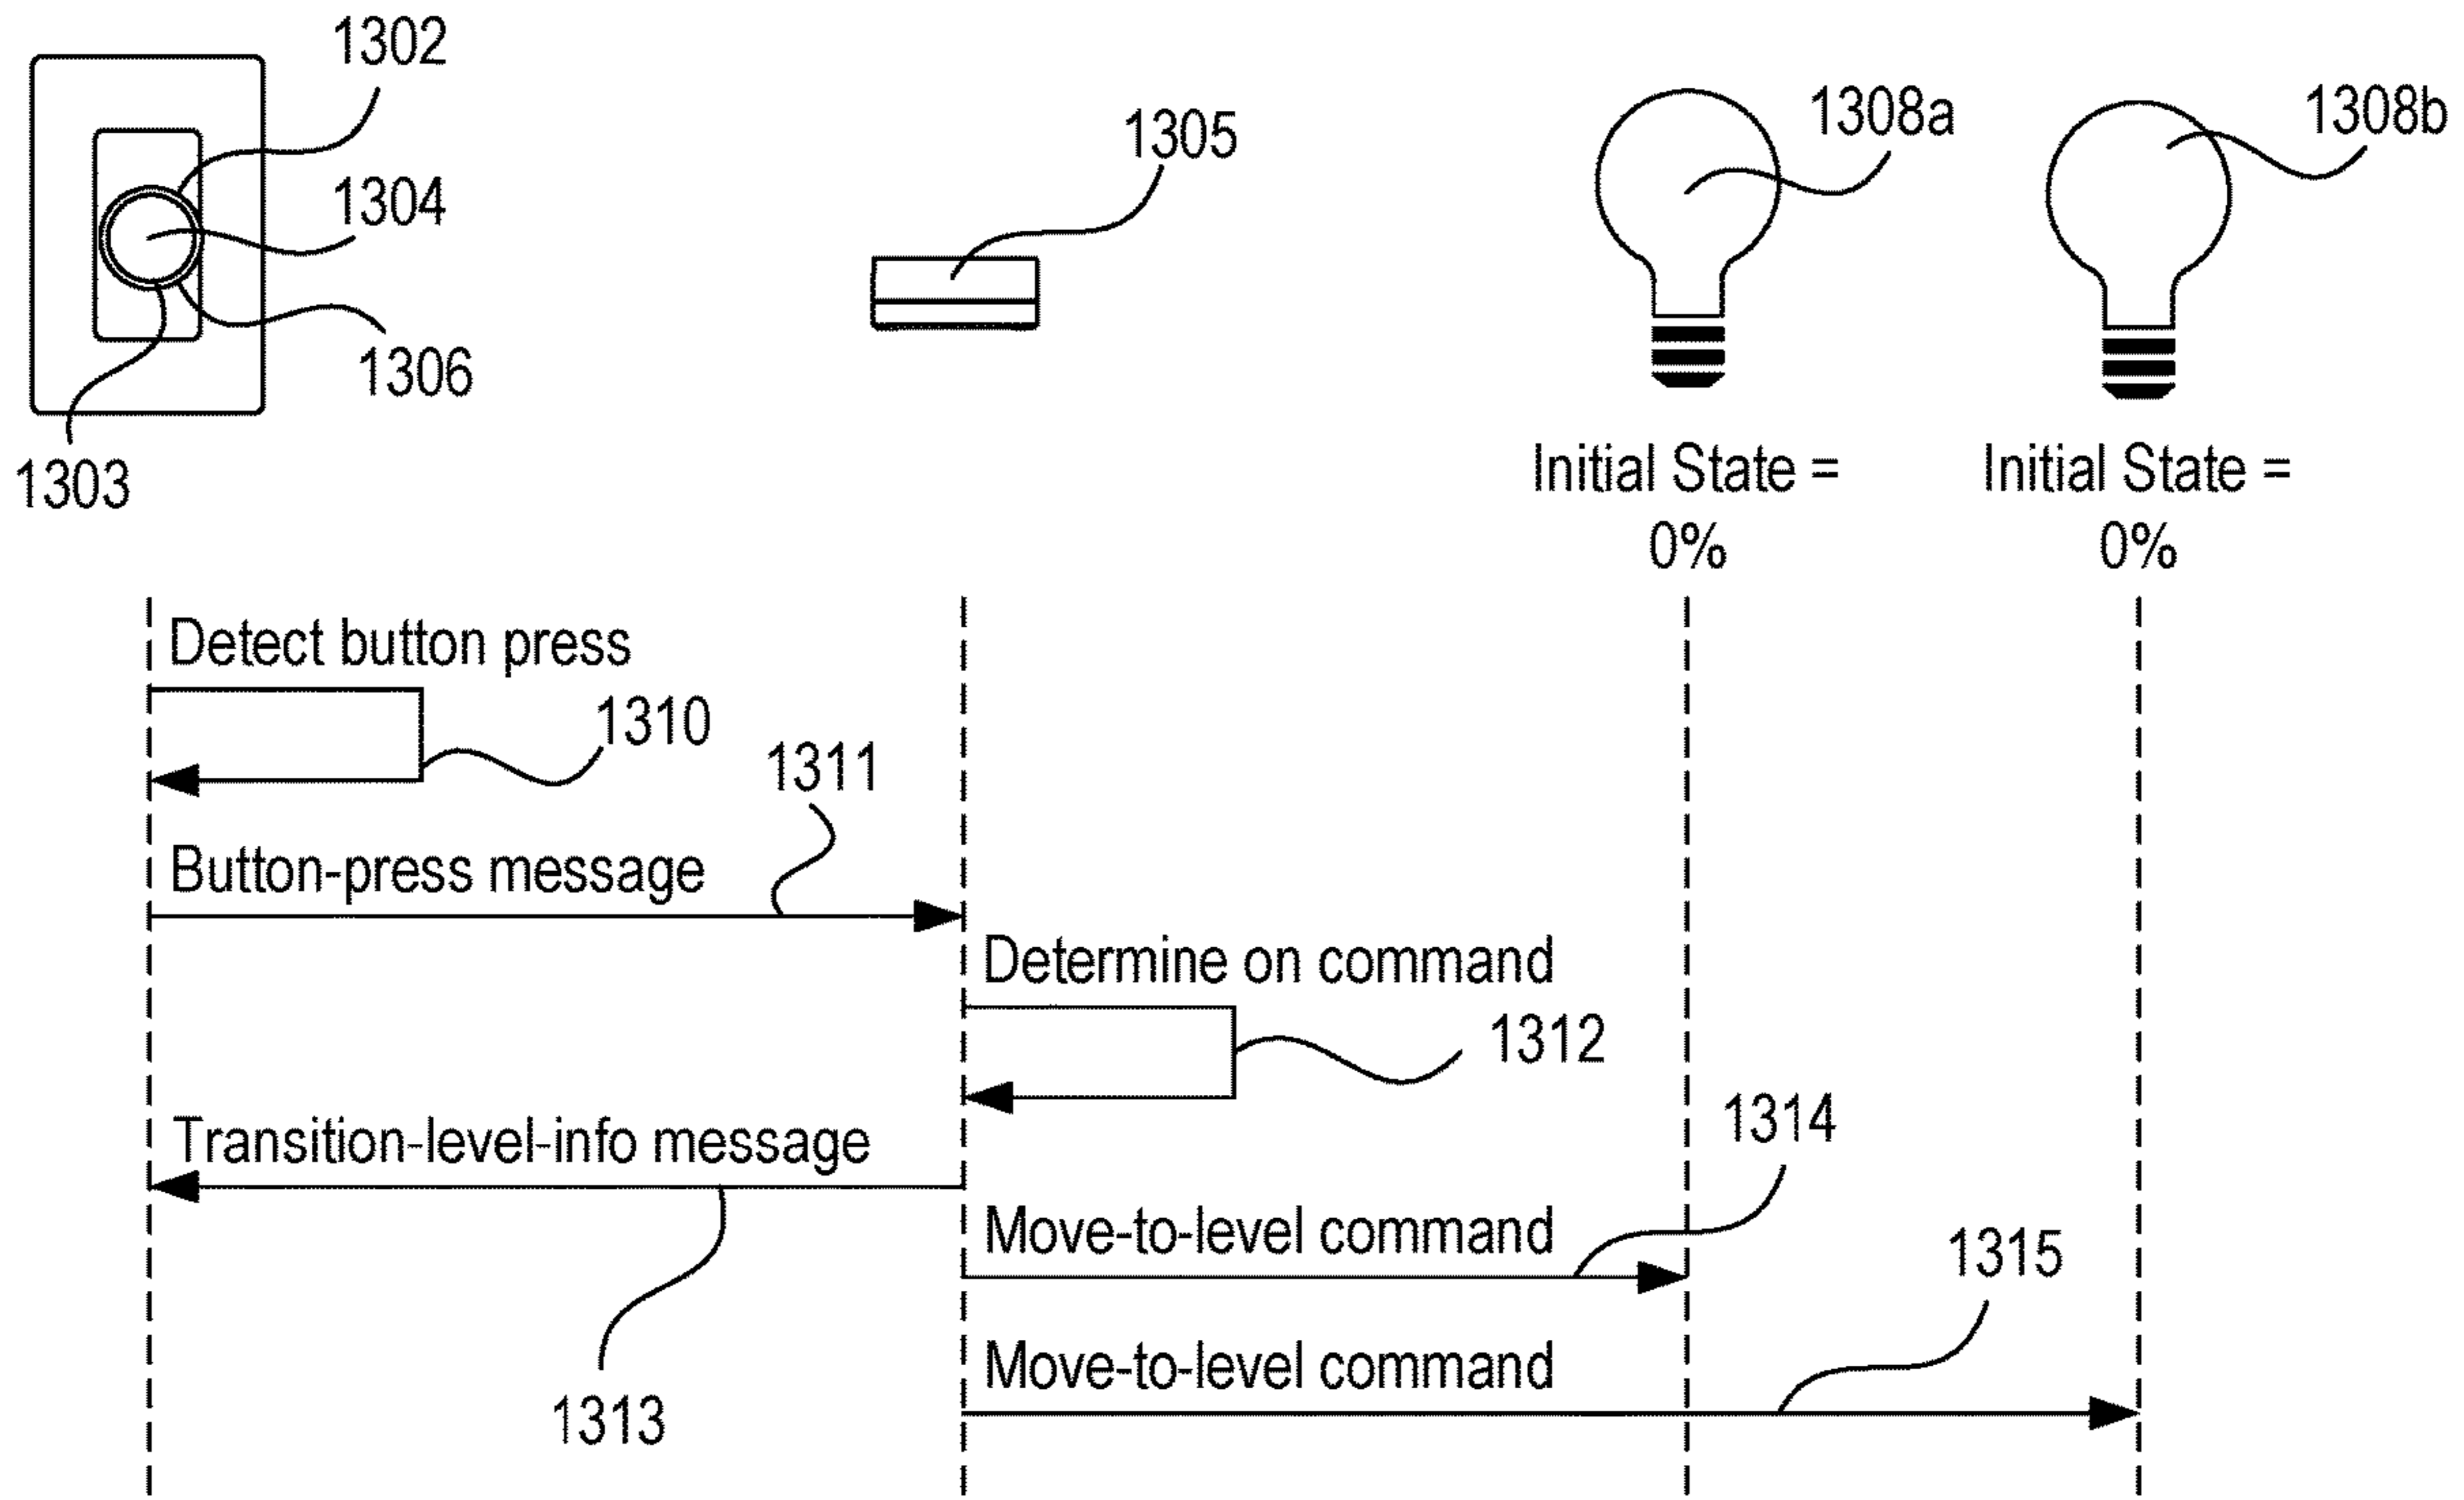 1302
1308a
1308b
1305
1304
1306
1303
Initial State =
0%
Initial State =
0%
Detect button press
1310
1311
Button-press message
Determine on command
1312
1314
Transition-level-info message
Move-to-level command
1315
Move-to-level command
1313